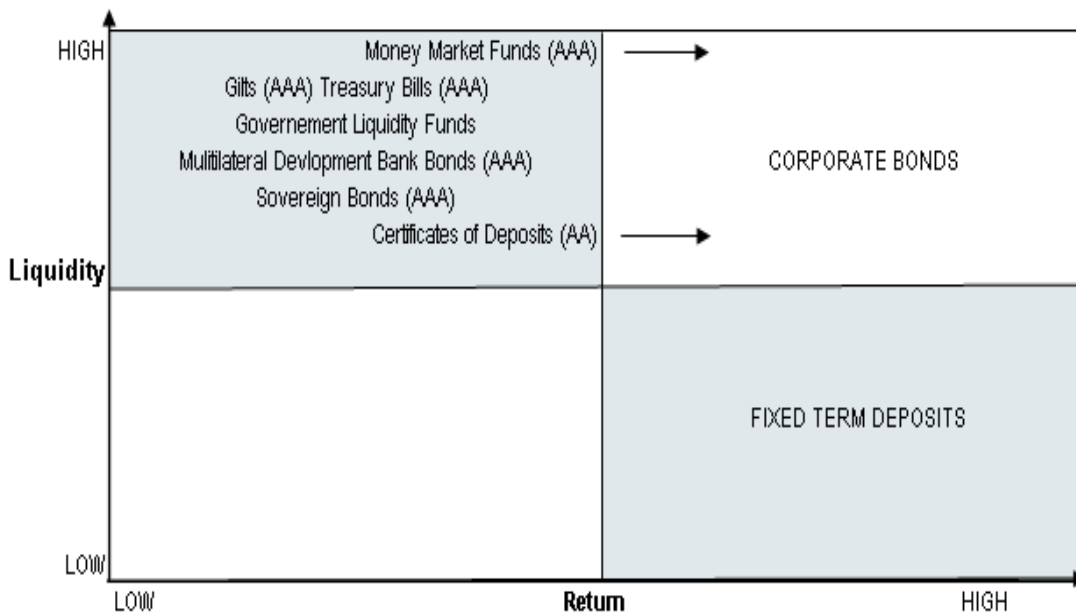 HIGH
Money Market Funds (AAA)
Gilts (AAA) Treasury Bills (AAA)
Governement Liquidity Funds
Mulitilateral Devlopment Bank Bonds (AAA)
CORPORATE BONDS
Sovereign Bonds (AAA)
Certificates of Deposits (AA)
Liquidity
FIXED TERM DEPOSITS
LOW
LOW Return HIGH